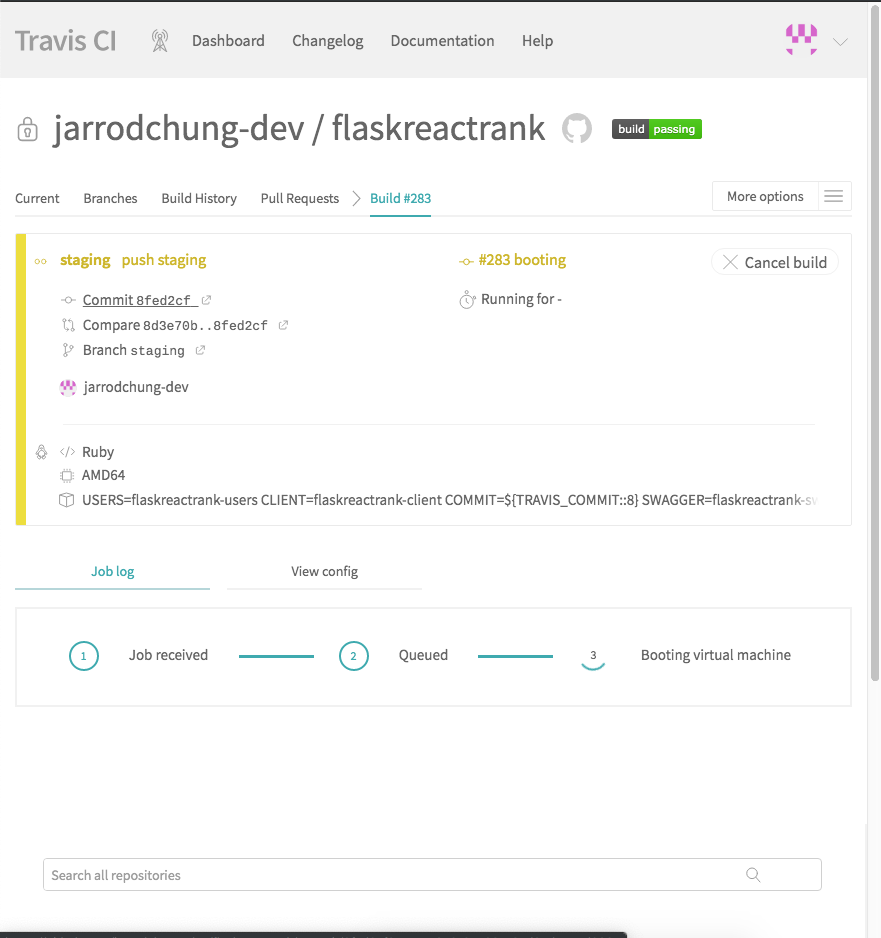 Travis CI Dashboard Changelog Documentation Help
jarrodchung-dev / flaskreactrank build passing
Current Branches Build History Pull Requests Build #283 More options
staging push staging #283 booting Cancel build
Commit 8fed2cf Running for -
Compare 8d3e70b..8fed2cf
Branch staging
jarrodchung-dev
Ruby
AMD64
USERS=flaskreactrank-users CLIENT=flaskreactrank-client COMMIT=${TRAVIS_COMMIT::8} SWAGGER=flaskreactrank-sw
Job log View config
1 Job received 2 Queued 3 Booting virtual machine
Search all repositories